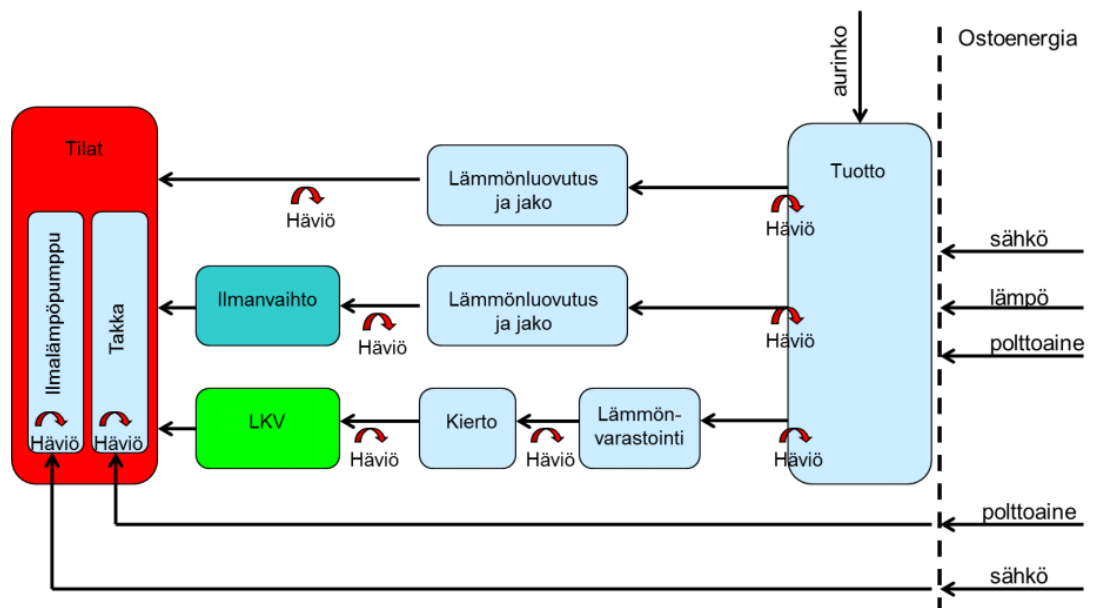 Ostoenergia
aurinko
Tilat
Tuotto
Lämmönluovutus
ja jako
Häviö
Häviö
sähkö
Ilmanvaihto
Lämmönluovutus
ja jako
lämpö
Häviö
Häviö
polttoaine
Ilmalämpöpumppu
Takka
LKV
Kierto
Lämmön-
varastointi
Häviö
Häviö
Häviö
Häviö
Häviö
polttoaine
sähkö